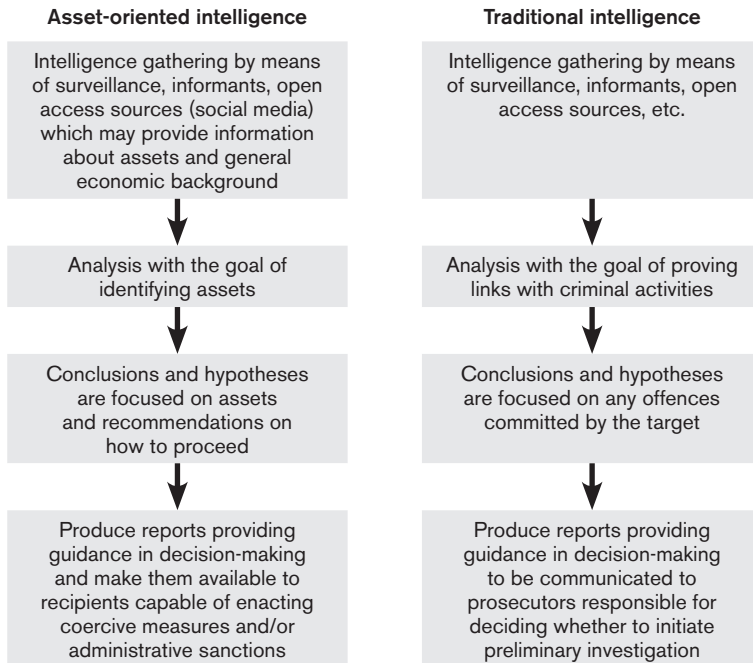 Asset-oriented intelligence
Intelligence gathering by means
of surveillance, informants, open
access sources (social media)
which may provide information
about assets and general
economic background
Analysis with the goal of
identifying assets
Conclusions and hypotheses
are focused on assets
and recommendations on
how to proceed
Produce reports providing
guidance in decision-making
and make them available to
recipients capable of enacting
coercive measures and/or
administrative sanctions
Traditional intelligence
Intelligence gathering by means
of surveillance, informants, open
access sources, etc.
Analysis with the goal of proving
links with criminal activities
Conclusions and hypotheses
are focused on any offences
committed by the target
Produce reports providing
guidance in decision-making
to be communicated to
prosecutors responsible for
deciding whether to initiate
preliminary investigation